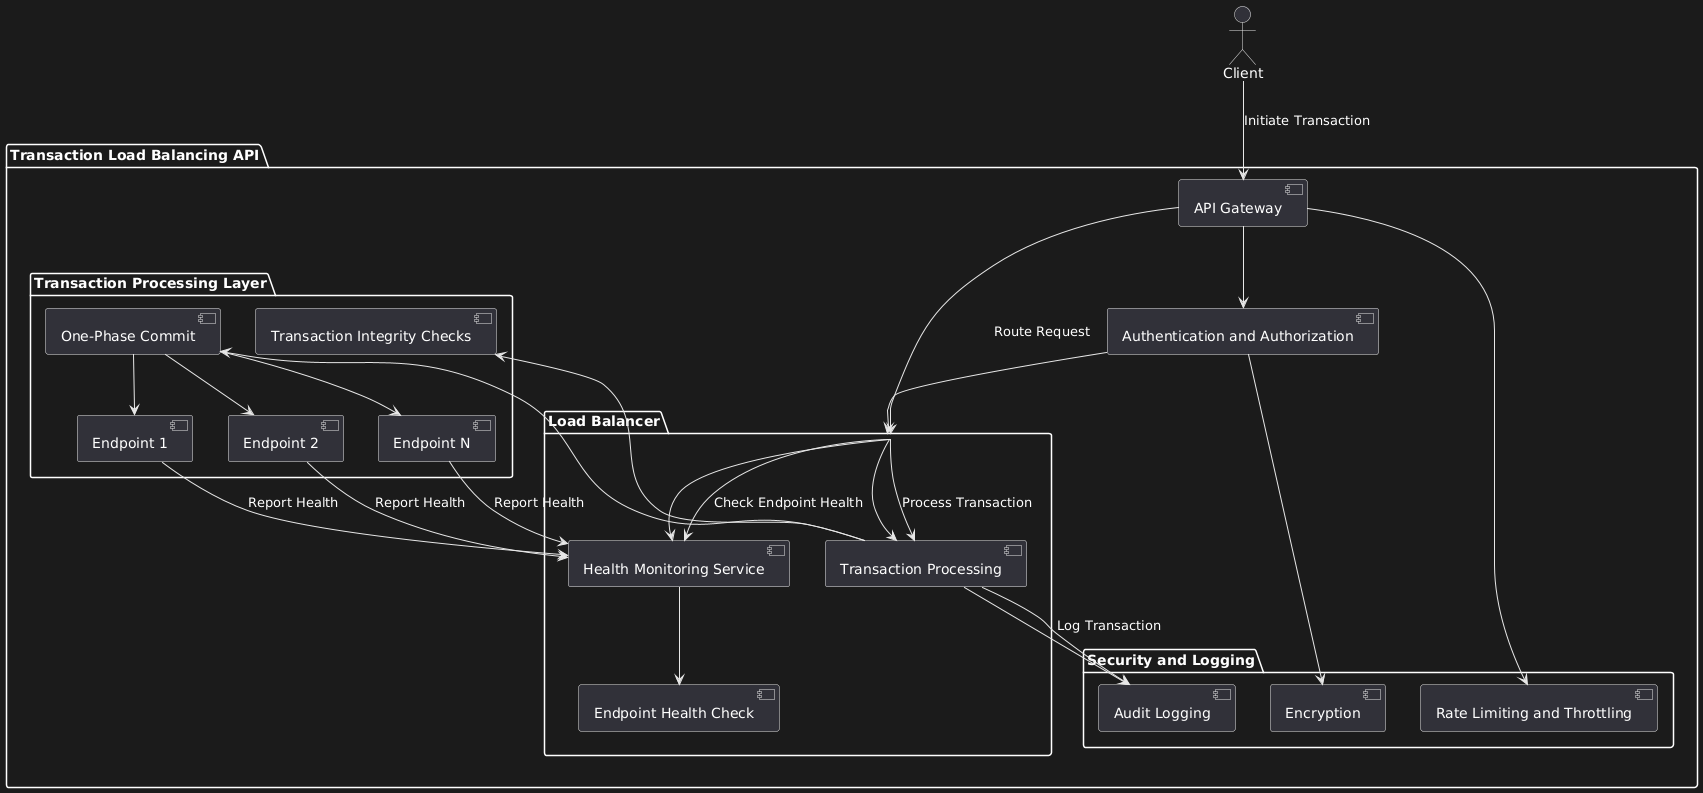 Client
Initiate Transaction
Transaction Load Balancing API
API Gateway
Transaction Processing Layer
One-Phase Commit
Transaction Integrity Checks
Route Request
Authentication and Authorization
Load Balancer
Endpoint 1
Endpoint 2
Endpoint N
Report Health
Report Health
Report Health
Check Endpoint Health
Process Transaction
Health Monitoring Service
Transaction Processing
Log Transaction
Security and Logging
Endpoint Health Check
Audit Logging
Encryption
Rate Limiting and Throttling